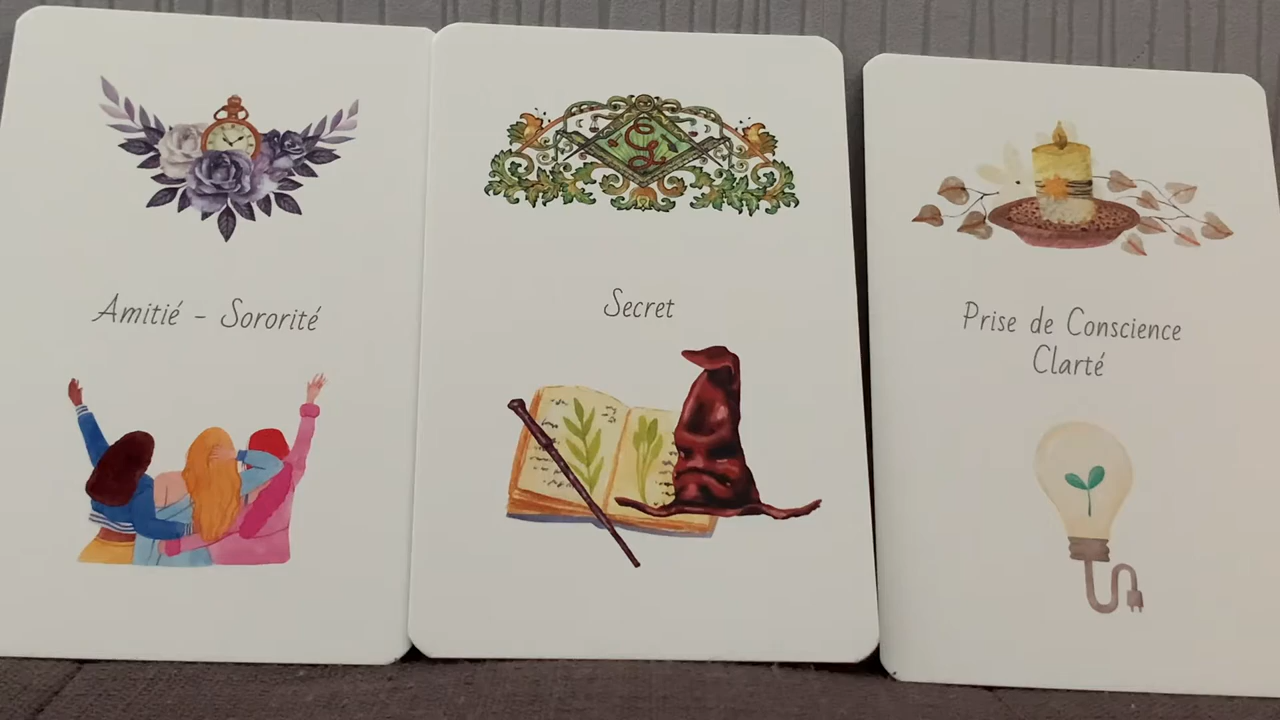 Amitié - Sororité
Secret
Prise de Conscience
Clarté